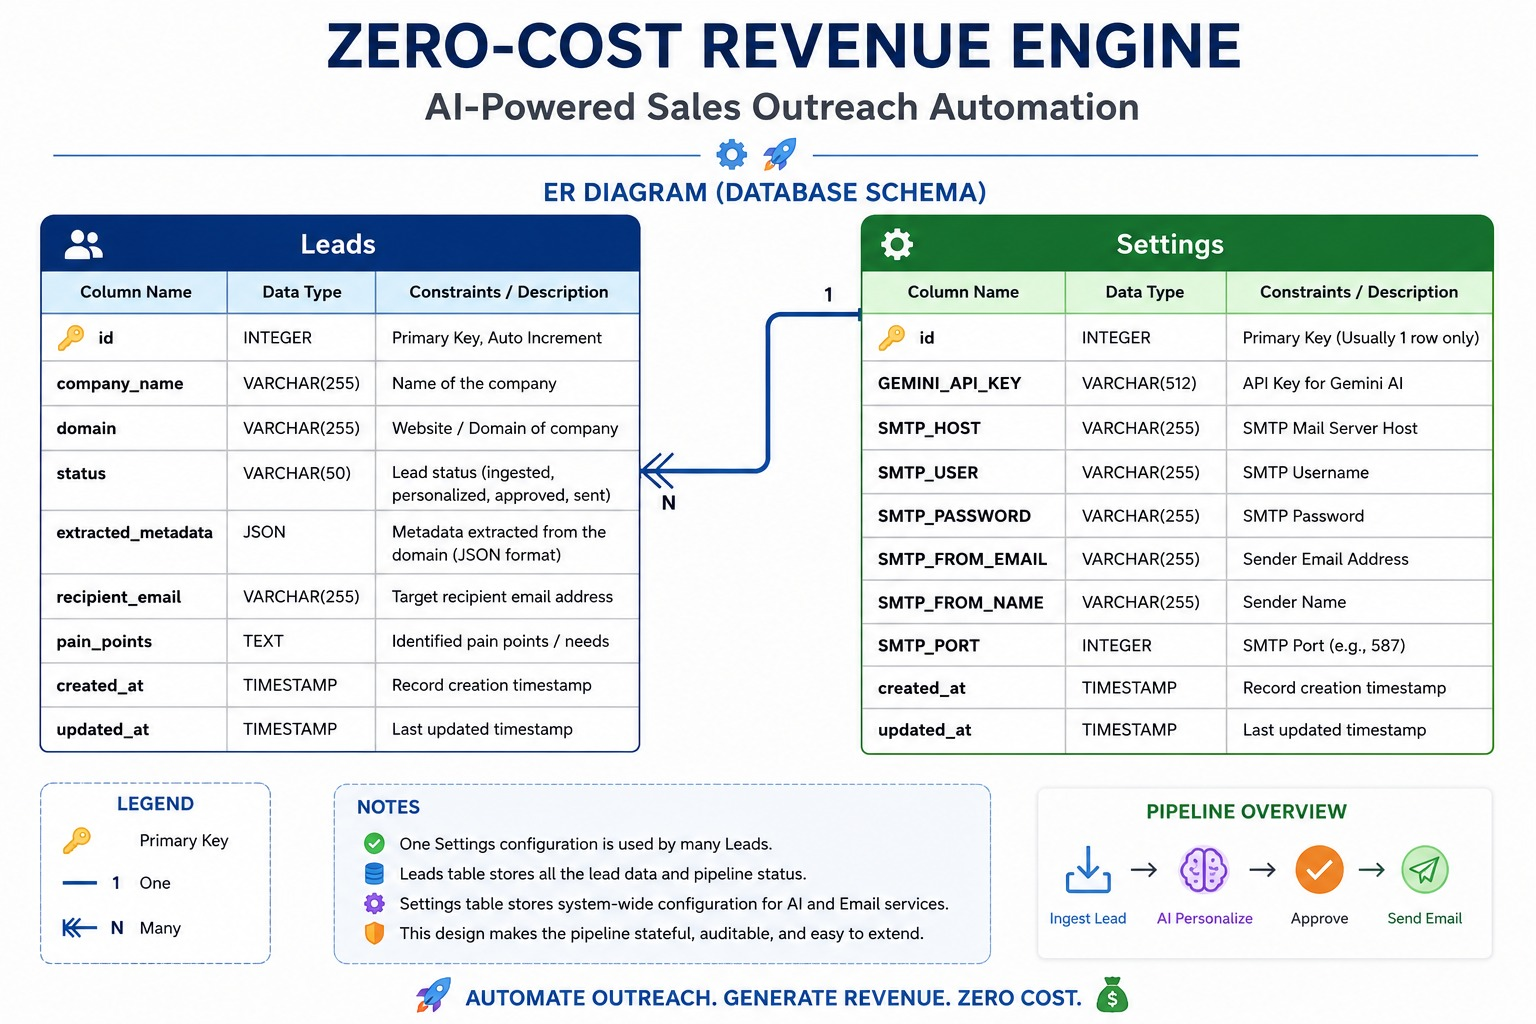 ZERO-COST REVENUE ENGINE
AI-Powered Sales Outreach Automation
ER DIAGRAM (DATABASE SCHEMA)
Leads
Column Name Data Type Constraints / Description
id INTEGER Primary Key, Auto Increment
company_name VARCHAR(255) Name of the company
domain VARCHAR(255) Website / Domain of company
status VARCHAR(50) Lead status (ingested,
personalized, approved, sent)
extracted_metadata JSON Metadata extracted from the
domain (JSON format)
recipient_email VARCHAR(255) Target recipient email address
pain_points TEXT Identified pain points / needs
created_at TIMESTAMP Record creation timestamp
updated_at TIMESTAMP Last updated timestamp
1
N
Settings
Column Name Data Type Constraints / Description
id INTEGER Primary Key (Usually 1 row only)
GEMINI_API_KEY VARCHAR(512) API Key for Gemini AI
SMTP_HOST VARCHAR(255) SMTP Mail Server Host
SMTP_USER VARCHAR(255) SMTP Username
SMTP_PASSWORD VARCHAR(255) SMTP Password
SMTP_FROM_EMAIL VARCHAR(255) Sender Email Address
SMTP_FROM_NAME VARCHAR(255) Sender Name
SMTP_PORT INTEGER SMTP Port (e.g., 587)
created_at TIMESTAMP Record creation timestamp
updated_at TIMESTAMP Last updated timestamp
LEGEND
Primary Key
1 One
N Many
NOTES
One Settings configuration is used by many Leads.
Leads table stores all the lead data and pipeline status.
Settings table stores system-wide configuration for AI and Email services.
This design makes the pipeline stateful, auditable, and easy to extend.
PIPELINE OVERVIEW
Ingest Lead AI Personalize Approve Send Email
AUTOMATE OUTREACH. GENERATE REVENUE. ZERO COST.
$